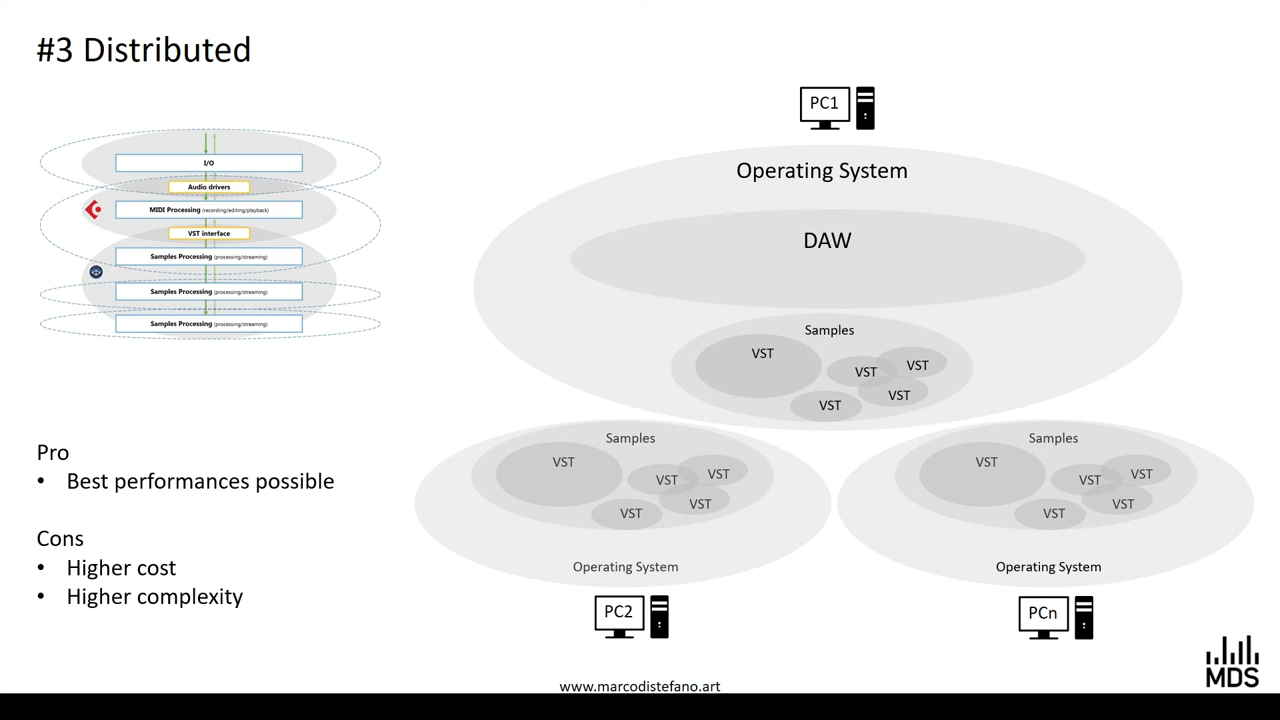 #3 Distributed
I/O
Audio drivers
MIDI Processing (recording/editing/playback)
VST interface
Samples Processing (processing/streaming)
Samples Processing (processing/streaming)
Samples Processing (processing/streaming)
Pro
• Best performances possible
Cons
• Higher cost
• Higher complexity
PC1
Operating System
DAW
Samples
VST
VST
VST
VST
VST
Samples
VST
VST
VST
VST
VST
Operating System
PC2
Samples
VST
VST
VST
VST
VST
Operating System
PCn
www.marcodistefano.art
MDS